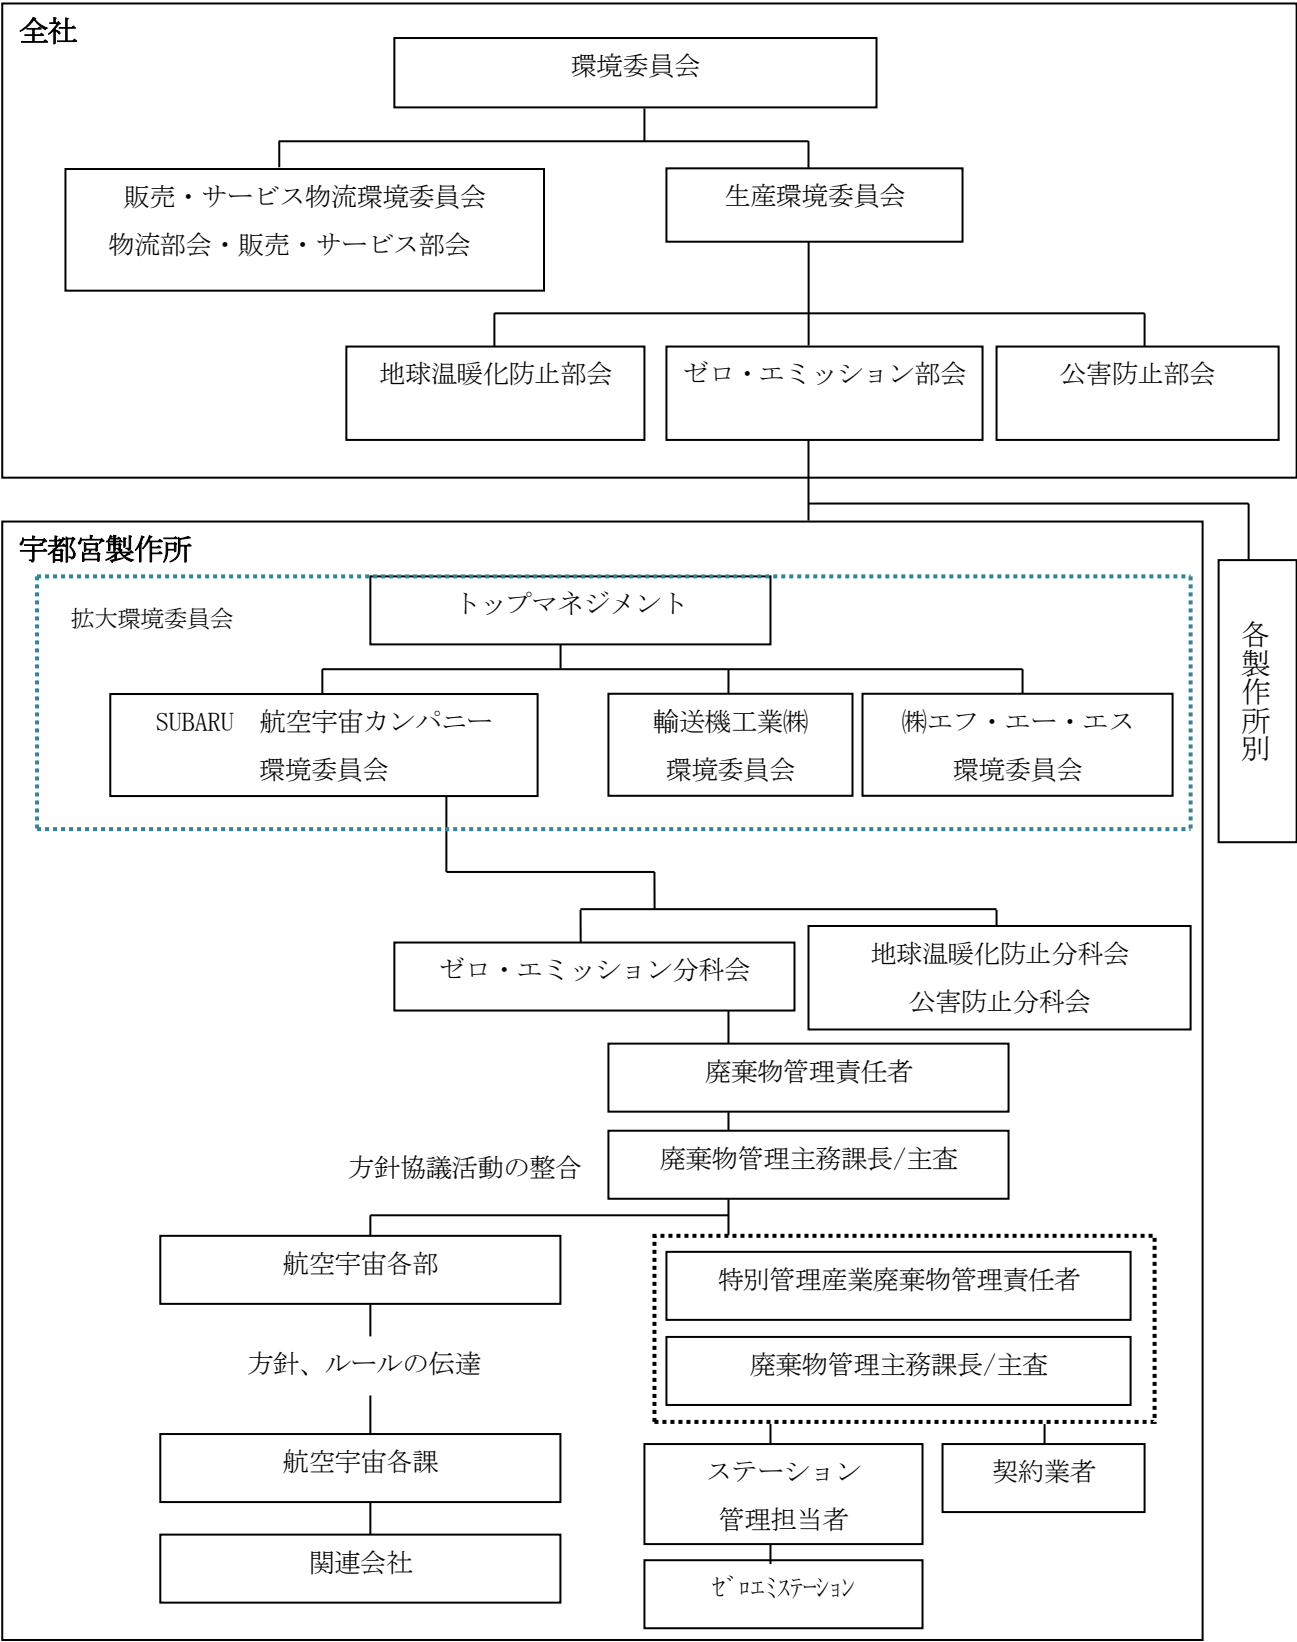 全社
環境委員会
販売・サービス物流環境委員会
物流部会・販売・サービス部会
生産環境委員会
地球温暖化防止部会
ゼロ・エミッション部会
公害防止部会
宇都宮製作所
拡大環境委員会
トップマネジメント
SUBARU　航空宇宙カンパニー
環境委員会
輸送機工業㈱
環境委員会
㈱エフ・エー・エス
環境委員会
各製作所別
ゼロ・エミッション分科会
地球温暖化防止分科会
公害防止分科会
廃棄物管理責任者
方針協議活動の整合
廃棄物管理主務課長/主査
航空宇宙各部
特別管理産業廃棄物管理責任者
方針、ルールの伝達
廃棄物管理主務課長/主査
航空宇宙各課
ステーション
管理担当者
契約業者
関連会社
ｾﾞﾛｴﾐｽﾃｰｼｮﾝ